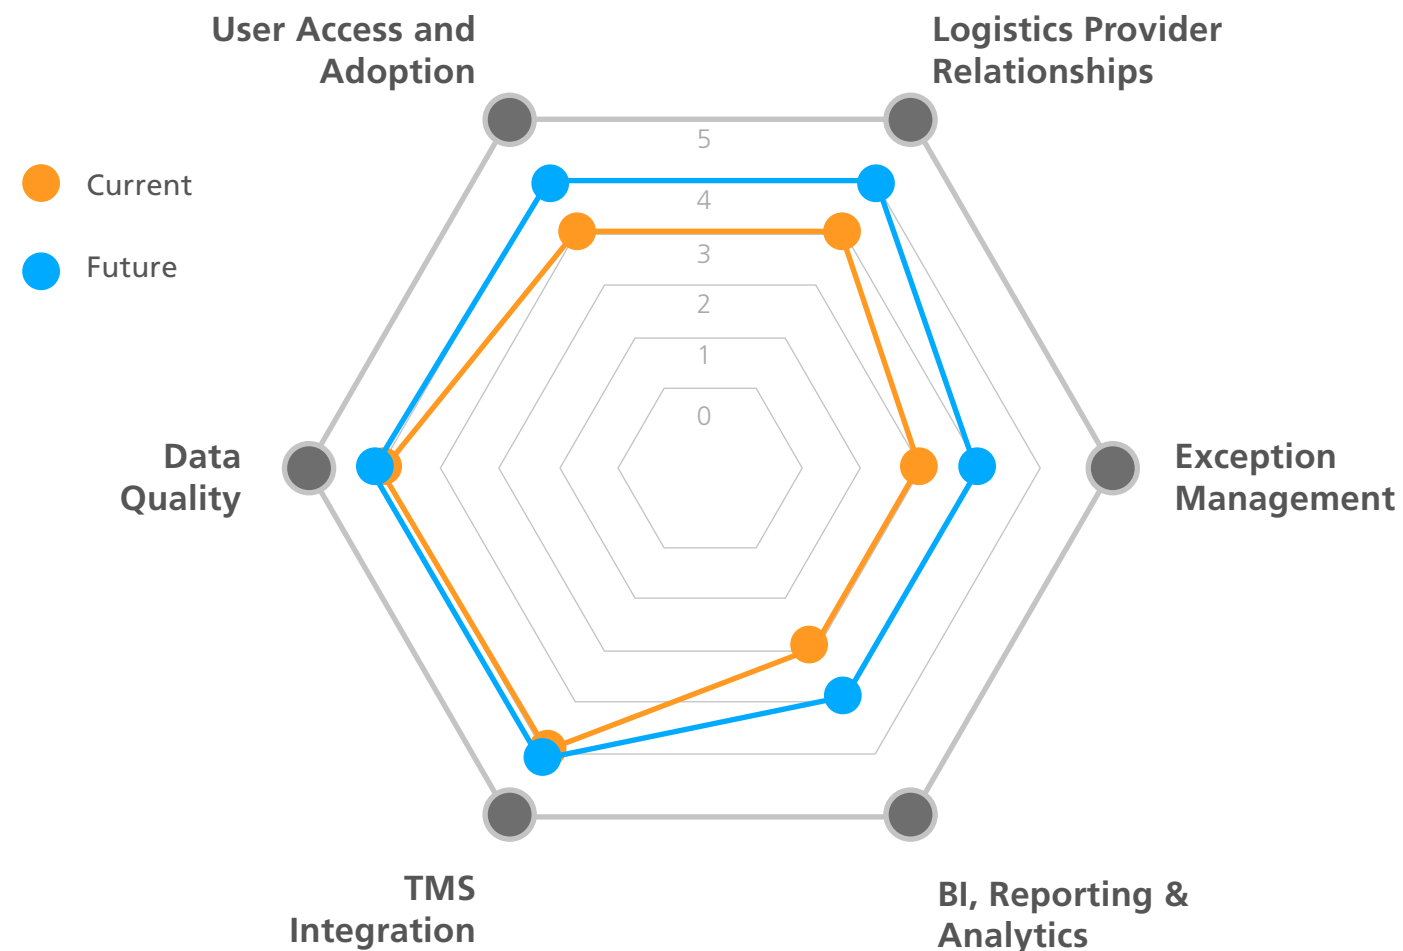 User Access and
Adoption
Logistics Provider
Relationships
Current
Future
5
4
3
2
1
0
Data
Quality
Exception
Management
TMS
Integration
BI, Reporting &
Analytics